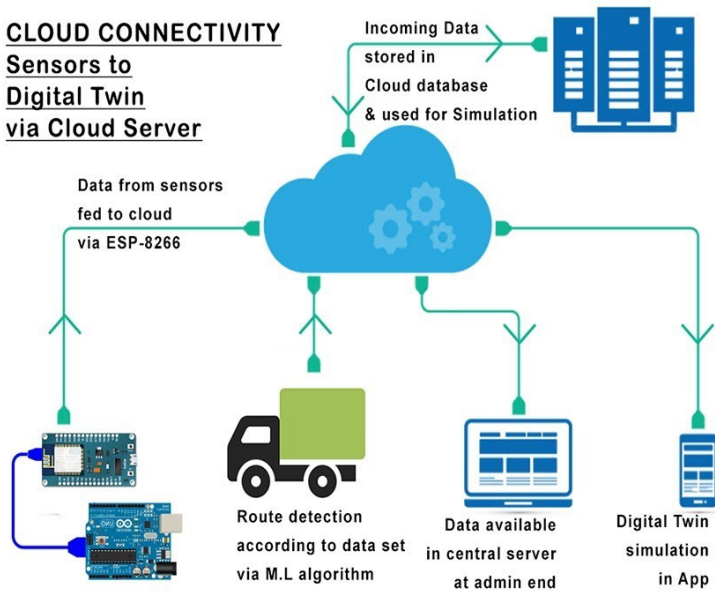 CLOUD CONNECTIVITY
Sensors to
Digital Twin
via Cloud Server
Incoming Data
stored in
Cloud database
& used for Simulation
Data from sensors
fed to cloud
via ESP-8266
Route detection
according to data set
via M.L algorithm
Data available
in central server
at admin end
Digital Twin
simulation
in App
UNO
ARDUINO